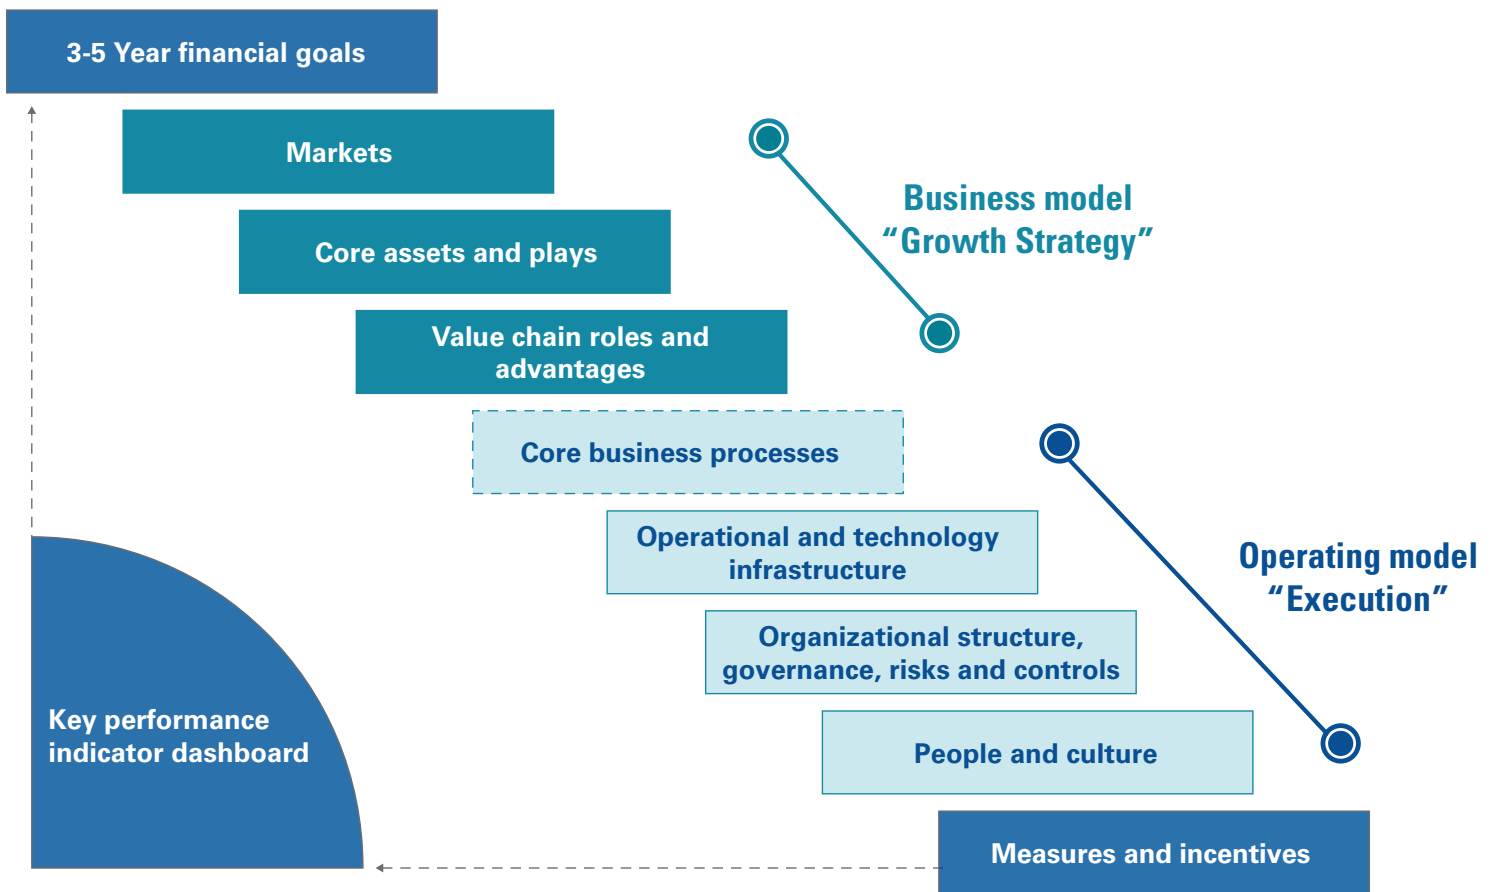 3-5 Year financial goals
Markets
Core assets and plays
Value chain roles and
advantages
Core business processes
Operational and technology
infrastructure
Organizational structure,
governance, risks and controls
People and culture
Measures and incentives
Business model
“Growth Strategy”
Operating model
“Execution”
Key performance
indicator dashboard